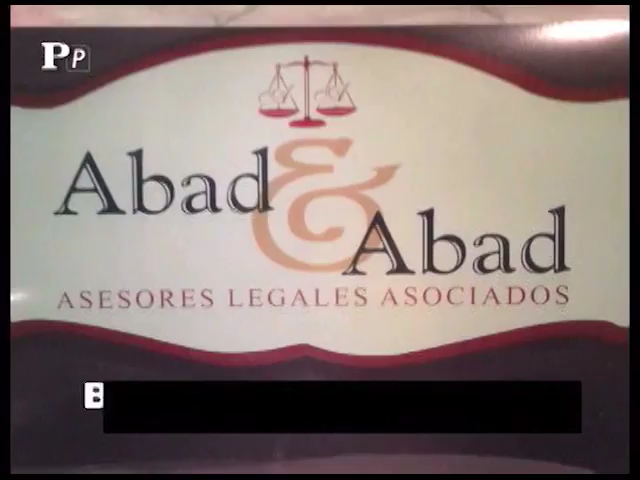 PP
Abad
&
Abad
ASESORES LEGALES ASOCIADOS
B